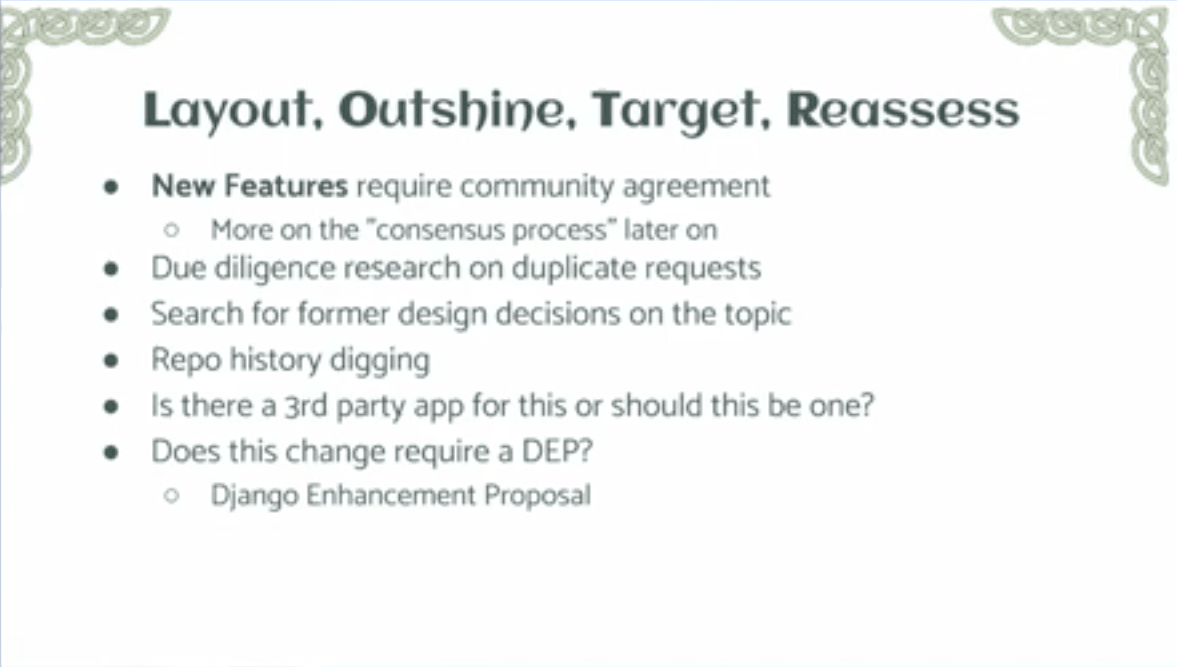 Layout, Outshine, Target, Reassess
● New Features require community agreement
○ More on the "consensus process" later on
● Due diligence research on duplicate requests
● Search for former design decisions on the topic
● Repo history digging
● Is there a 3rd party app for this or should this be one?
● Does this change require a DEP?
○ Django Enhancement Proposal